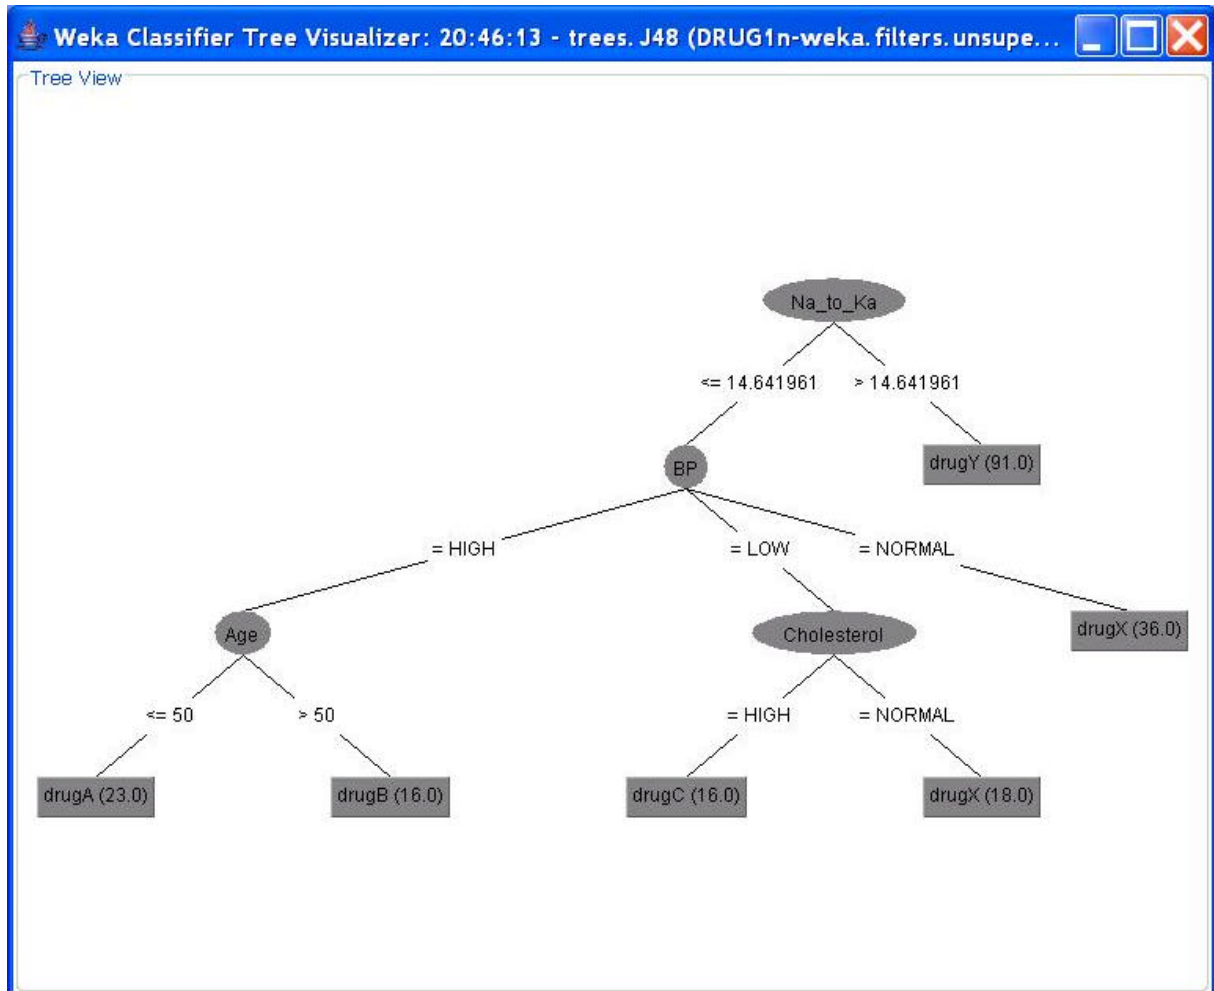 Weka Classifier Tree Visualizer: 20:46:13 - trees.J48 (DRUG1n-weka.filters.unsupe...
Tree View
Na_to_Ka
<= 14.641961 > 14.641961
BP drugY (91.0)
= HIGH = LOW = NORMAL
Age Cholesterol drugX (36.0)
<= 50 > 50 = HIGH = NORMAL
drugA (23.0) drugB (16.0) drugC (16.0) drugX (18.0)